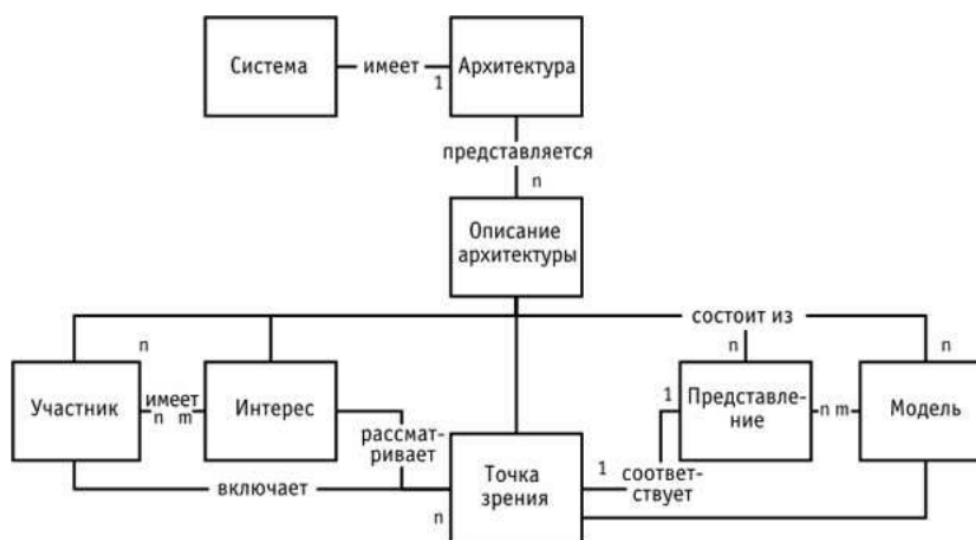 Система
имеет
1
Архитектура
представляется
n
Описание
архитектуры
состоит из
n
n
n
Участник
имеет
n m
Интерес
1
Представле-
ние
n m
Модель
рассмат-
ривает
включает
n
Точка
зрения
1
соответ-
ствует